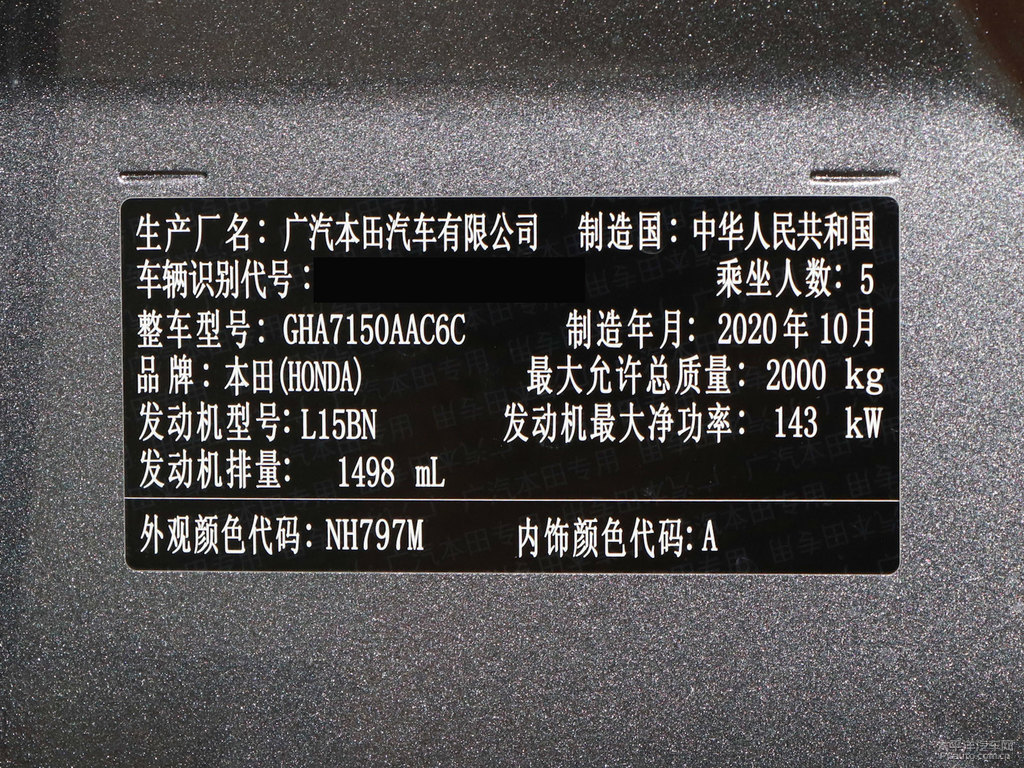 生产厂名：广汽本田汽车有限公司 制造国：中华人民共和国
车辆识别代号： 乘坐人数：5
整车型号：GHA7150AAC6C 制造年月：2020年10月
品牌：本田(HONDA) 最大允许总质量：2000 kg
发动机型号：L15BN 发动机最大净功率：143 kW
发动机排量：1498 mL
外观颜色代码：NH797M 内饰颜色代码：A